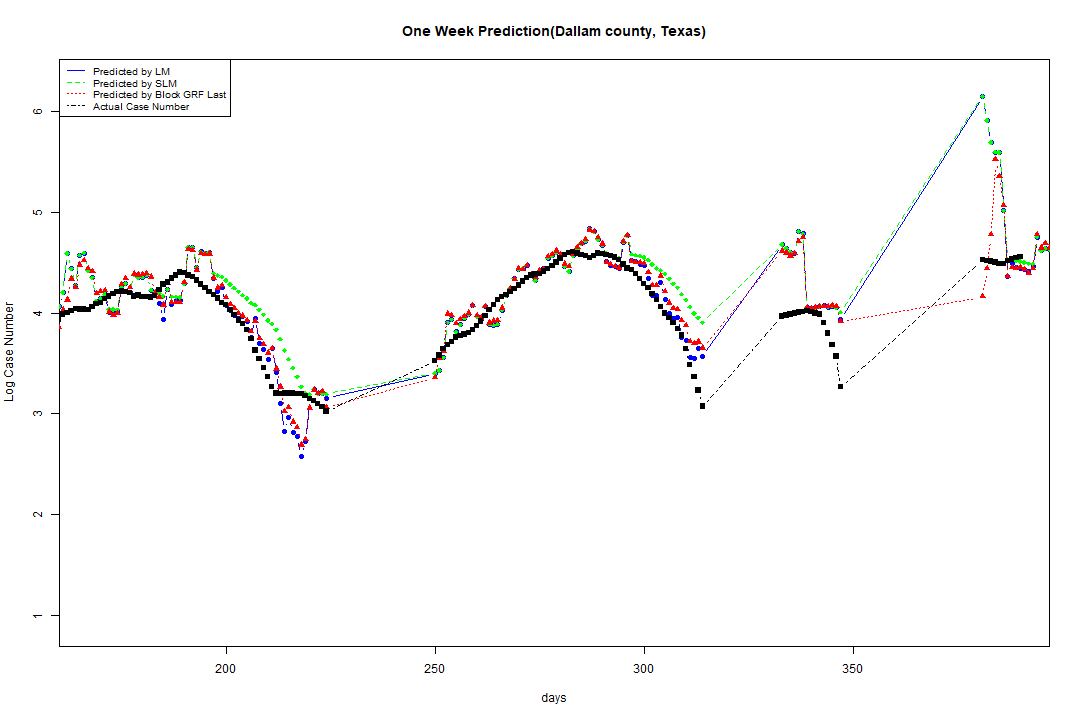 One Week Prediction(Dallam county, Texas)
Predicted by LM
Predicted by SLM
Predicted by Block GRF Last
Actual Case Number
6
5
4
3
2
1
Log Case Number
200
250
300
350
days